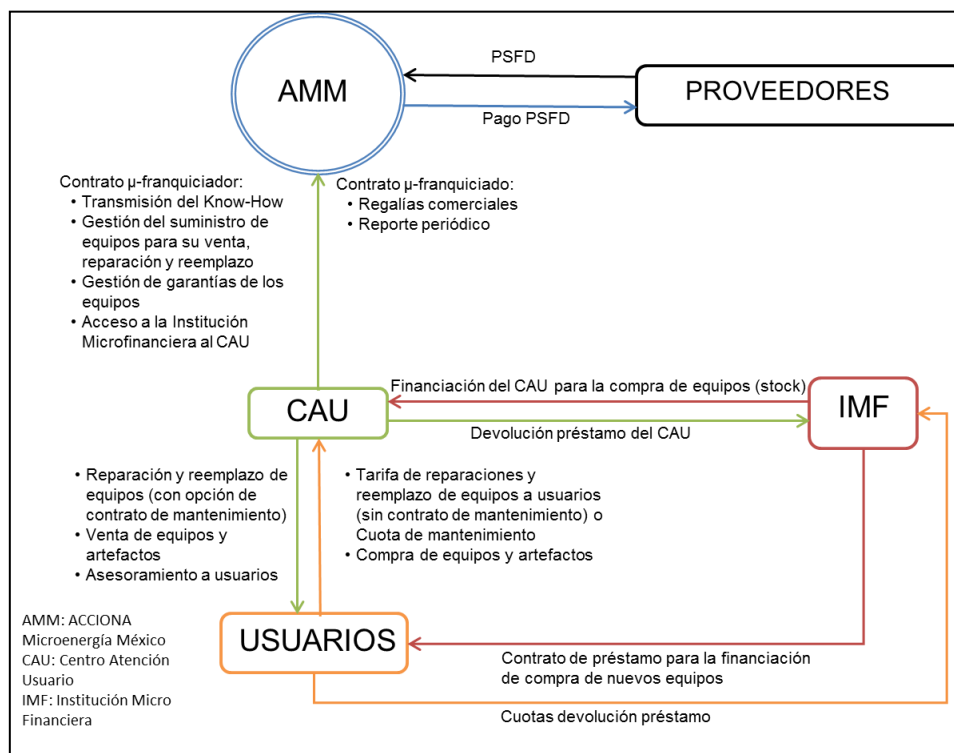 PSFD
AMM
PROVEEDORES
Pago PSFD
Contrato µ-franquiciador:
• Transmisión del Know-How
• Gestión del suministro de
equipos para su venta,
reparación y reemplazo
• Gestión de garantías de los
equipos
• Acceso a la Institución
Microfinanciera al CAU
Contrato µ-franquiciado:
• Regalías comerciales
• Reporte periódico
Financiación del CAU para la compra de equipos (stock)
CAU
IMF
Devolución préstamo del CAU
• Reparación y reemplazo de
equipos (con opción de
contrato de mantenimiento)
• Venta de equipos y
artefactos
• Asesoramiento a usuarios
• Tarifa de reparaciones y
reemplazo de equipos a usuarios
(sin contrato de mantenimiento) o
Cuota de mantenimiento
• Compra de equipos y artefactos
AMM: ACCIONA
Microenergía México
CAU: Centro Atención
Usuario
IMF: Institución Micro
Financiera
USUARIOS
Contrato de préstamo para la financiación
de compra de nuevos equipos
Cuotas devolución préstamo